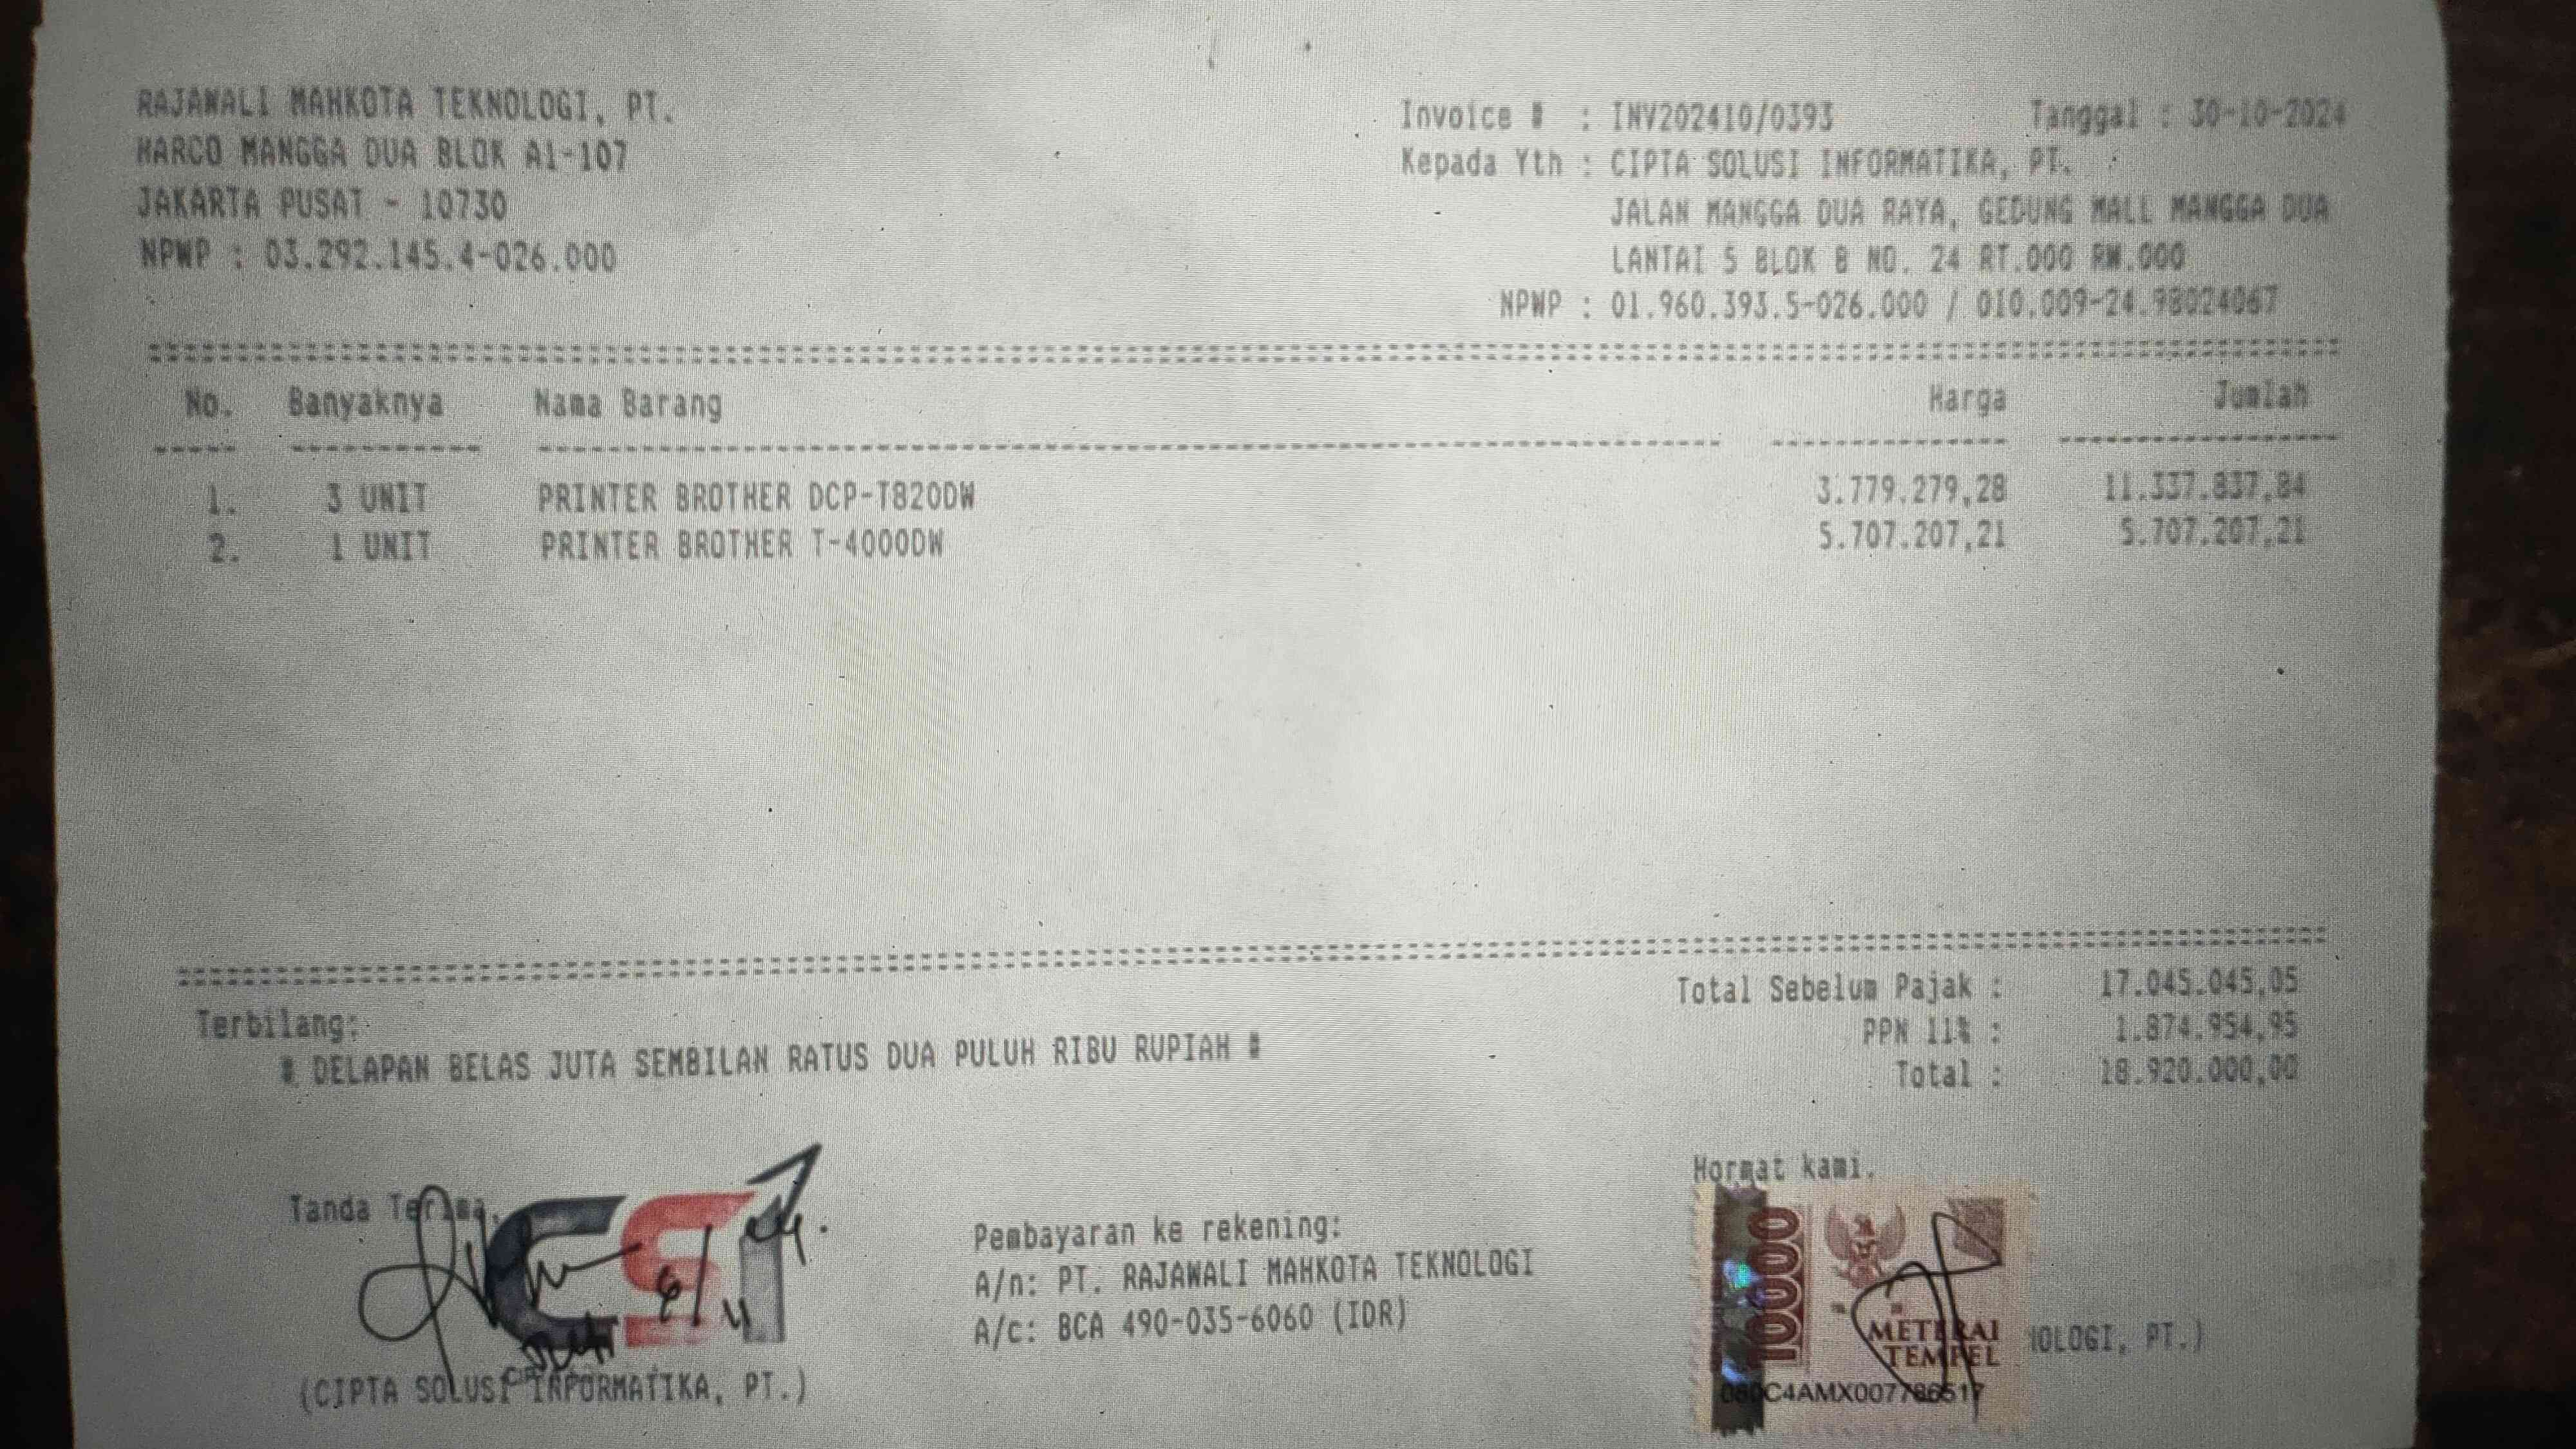 RAJAWALI MAHKOTA TEKNOLOGI, PT.
HARCO MANGGA DUA BLOK A1-107
JAKARTA PUSAT - 10730
NPWP : 03.292.145.4-026.000
Invoice # : INV202410/0393 Tanggal : 30-10-2024
Kepada Yth : CIPTA SOLUSI INFORMATIKA, PT.
JALAN MANGGA DUA RAYA, GEDUNG MALL MANGGA DUA
LANTAI 5 BLOK B NO. 24 RT.000 RW.000
NPWP : 01.960.393.5-026.000 / 010.009-24.98024067
No. Banyaknya Nama Barang Harga Jumlah
1. 3 UNIT PRINTER BROTHER DCP-T820DW 3.779.279,28 11.337.837,84
2. 1 UNIT PRINTER BROTHER T-4000DW 5.707.207,21 5.707.207,21
Total Sebelum Pajak : 17.045.045,05
PPN 11% : 1.874.954,95
Total : 18.920.000,00
Terbilang:
# DELAPAN BELAS JUTA SEMBILAN RATUS DUA PULUH RIBU RUPIAH #
Tanda Terima,
CSI
(CIPTA SOLUSI INFORMATIKA, PT.)
Pembayaran ke rekening:
A/n: PT. RAJAWALI MAHKOTA TEKNOLOGI
A/c: BCA 490-035-6060 (IDR)
Hormat kami,
10000
METERAI
TEMPEL
NOLOGI, PT.)